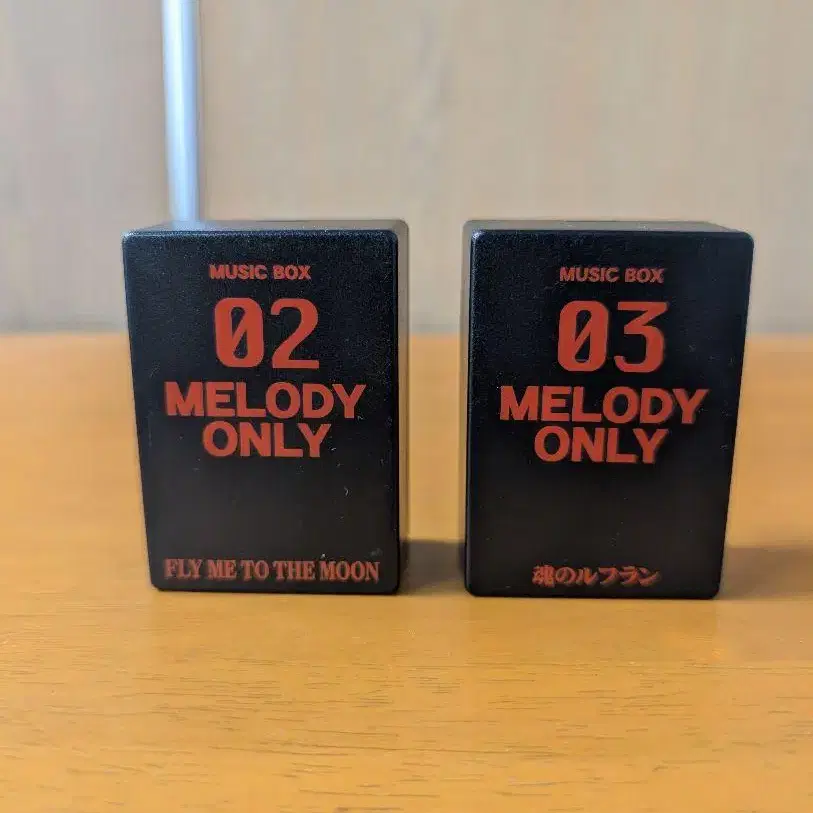 MUSIC BOX
02
MELODY
ONLY
FLY ME TO THE MOON
MUSIC BOX
03
MELODY
ONLY
魂のルフラン